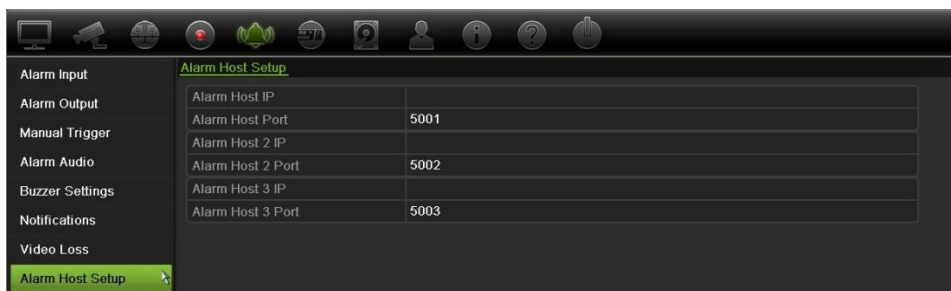 Alarm Input
Alarm Output
Manual Trigger
Alarm Audio
Buzzer Settings
Notifications
Video Loss
Alarm Host Setup
Alarm Host Setup
Alarm Host IP
Alarm Host Port 5001
Alarm Host 2 IP
Alarm Host 2 Port 5002
Alarm Host 3 IP
Alarm Host 3 Port 5003